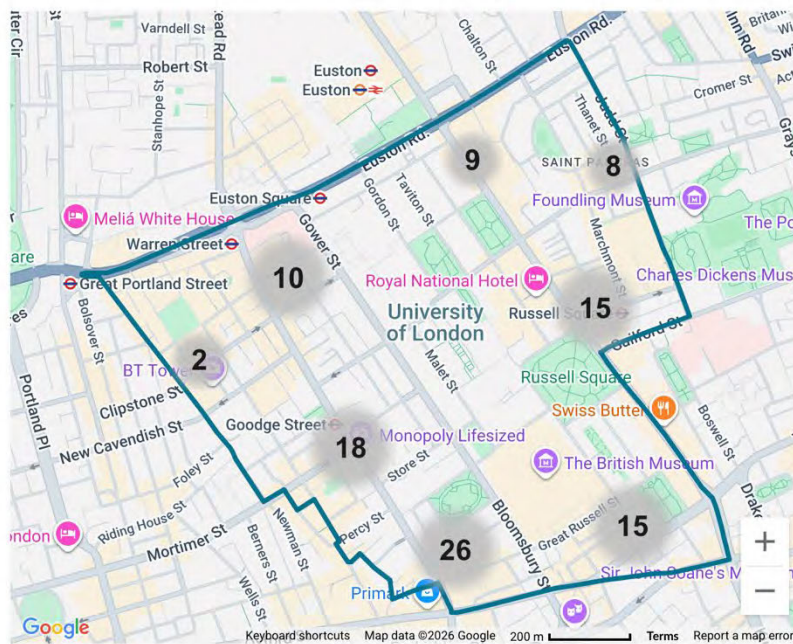 Varndell St
Robert St
Stanhope St
Euston
Euston
Chalton St
Euston Rd.
Thanet St
Judd St
Cromer St
SAINT PANCRAS
9
8
Euston Rd.
Euston Square
Gordon St
Taviton St
Foundling Museum
Meliá White House
Warren Street
Gower St
Marchmont St
Great Portland Street
10
Royal National Hotel
Charles Dickens Mus
Bolsover St
University
of London
Russell Square
15
Guilford St
2
BT Tower
Malet St
Russell Square
Portland Pl
Clipstone St
New Cavendish St
Swiss Butter
Goodge Street
18
Monopoly Lifesized
Boswell St
Foley St
Store St
The British Museum
Riding House St
Mortimer St
Newman St
Percy St
Berners St
Great Russell St
15
26
Bloomsbury St
Drake
Wells St
Primark
Sir John Soane's M
+
−
Google
Keyboard shortcuts
Map data ©2026 Google
200 m
Terms
Report a map error